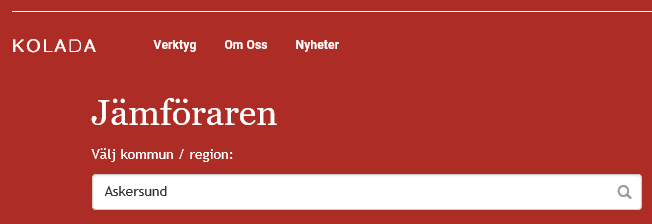 KOLADA Verktyg Om Oss Nyheter
Jämföraren
Välj kommun / region:
Askersund